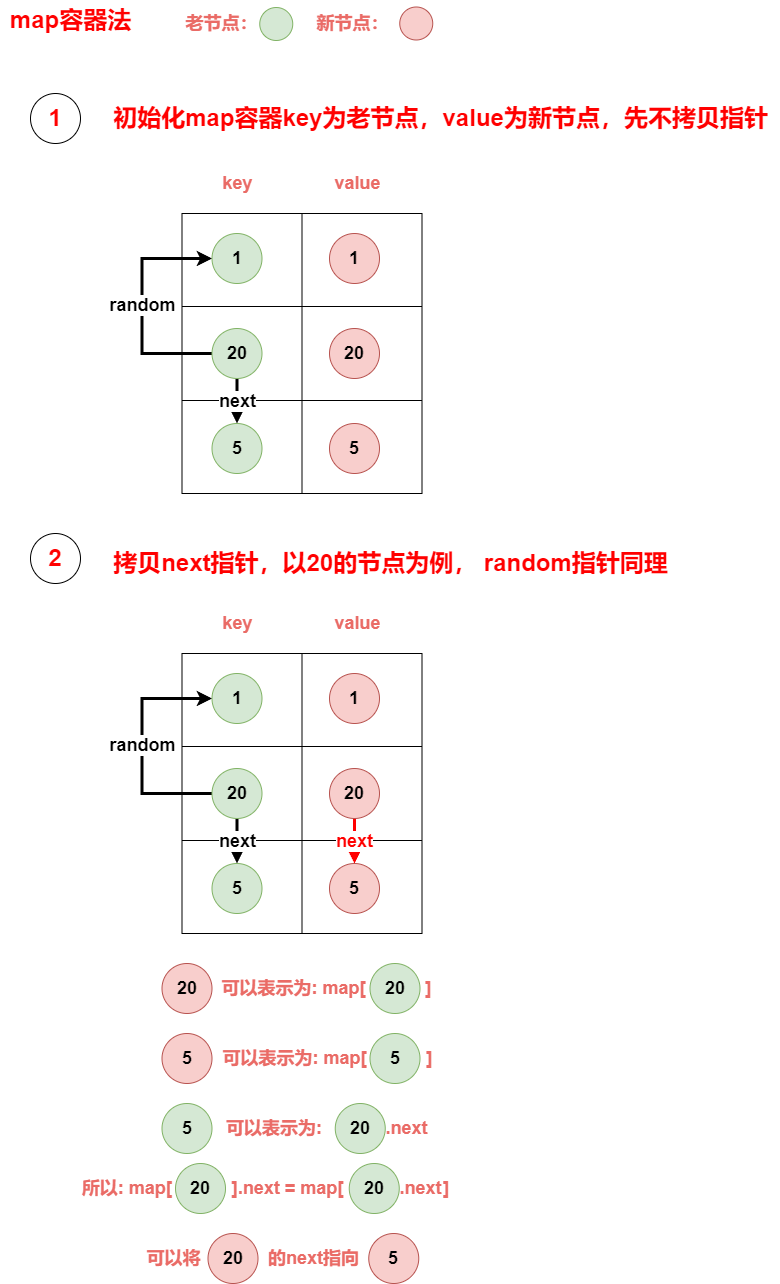 map容器法 老节点： 新节点：
1 初始化map容器key为老节点，value为新节点，先不拷贝指针
key value
1 1
random
20 20
next
5 5
2 拷贝next指针，以20的节点为例， random指针同理
key value
1 1
random
20 20
next next
5 5
20 可以表示为: map[ 20 ]
5 可以表示为: map[ 5 ]
5 可以表示为: 20 .next
所以: map[ 20 ].next = map[ 20 .next]
可以将 20 的next指向 5